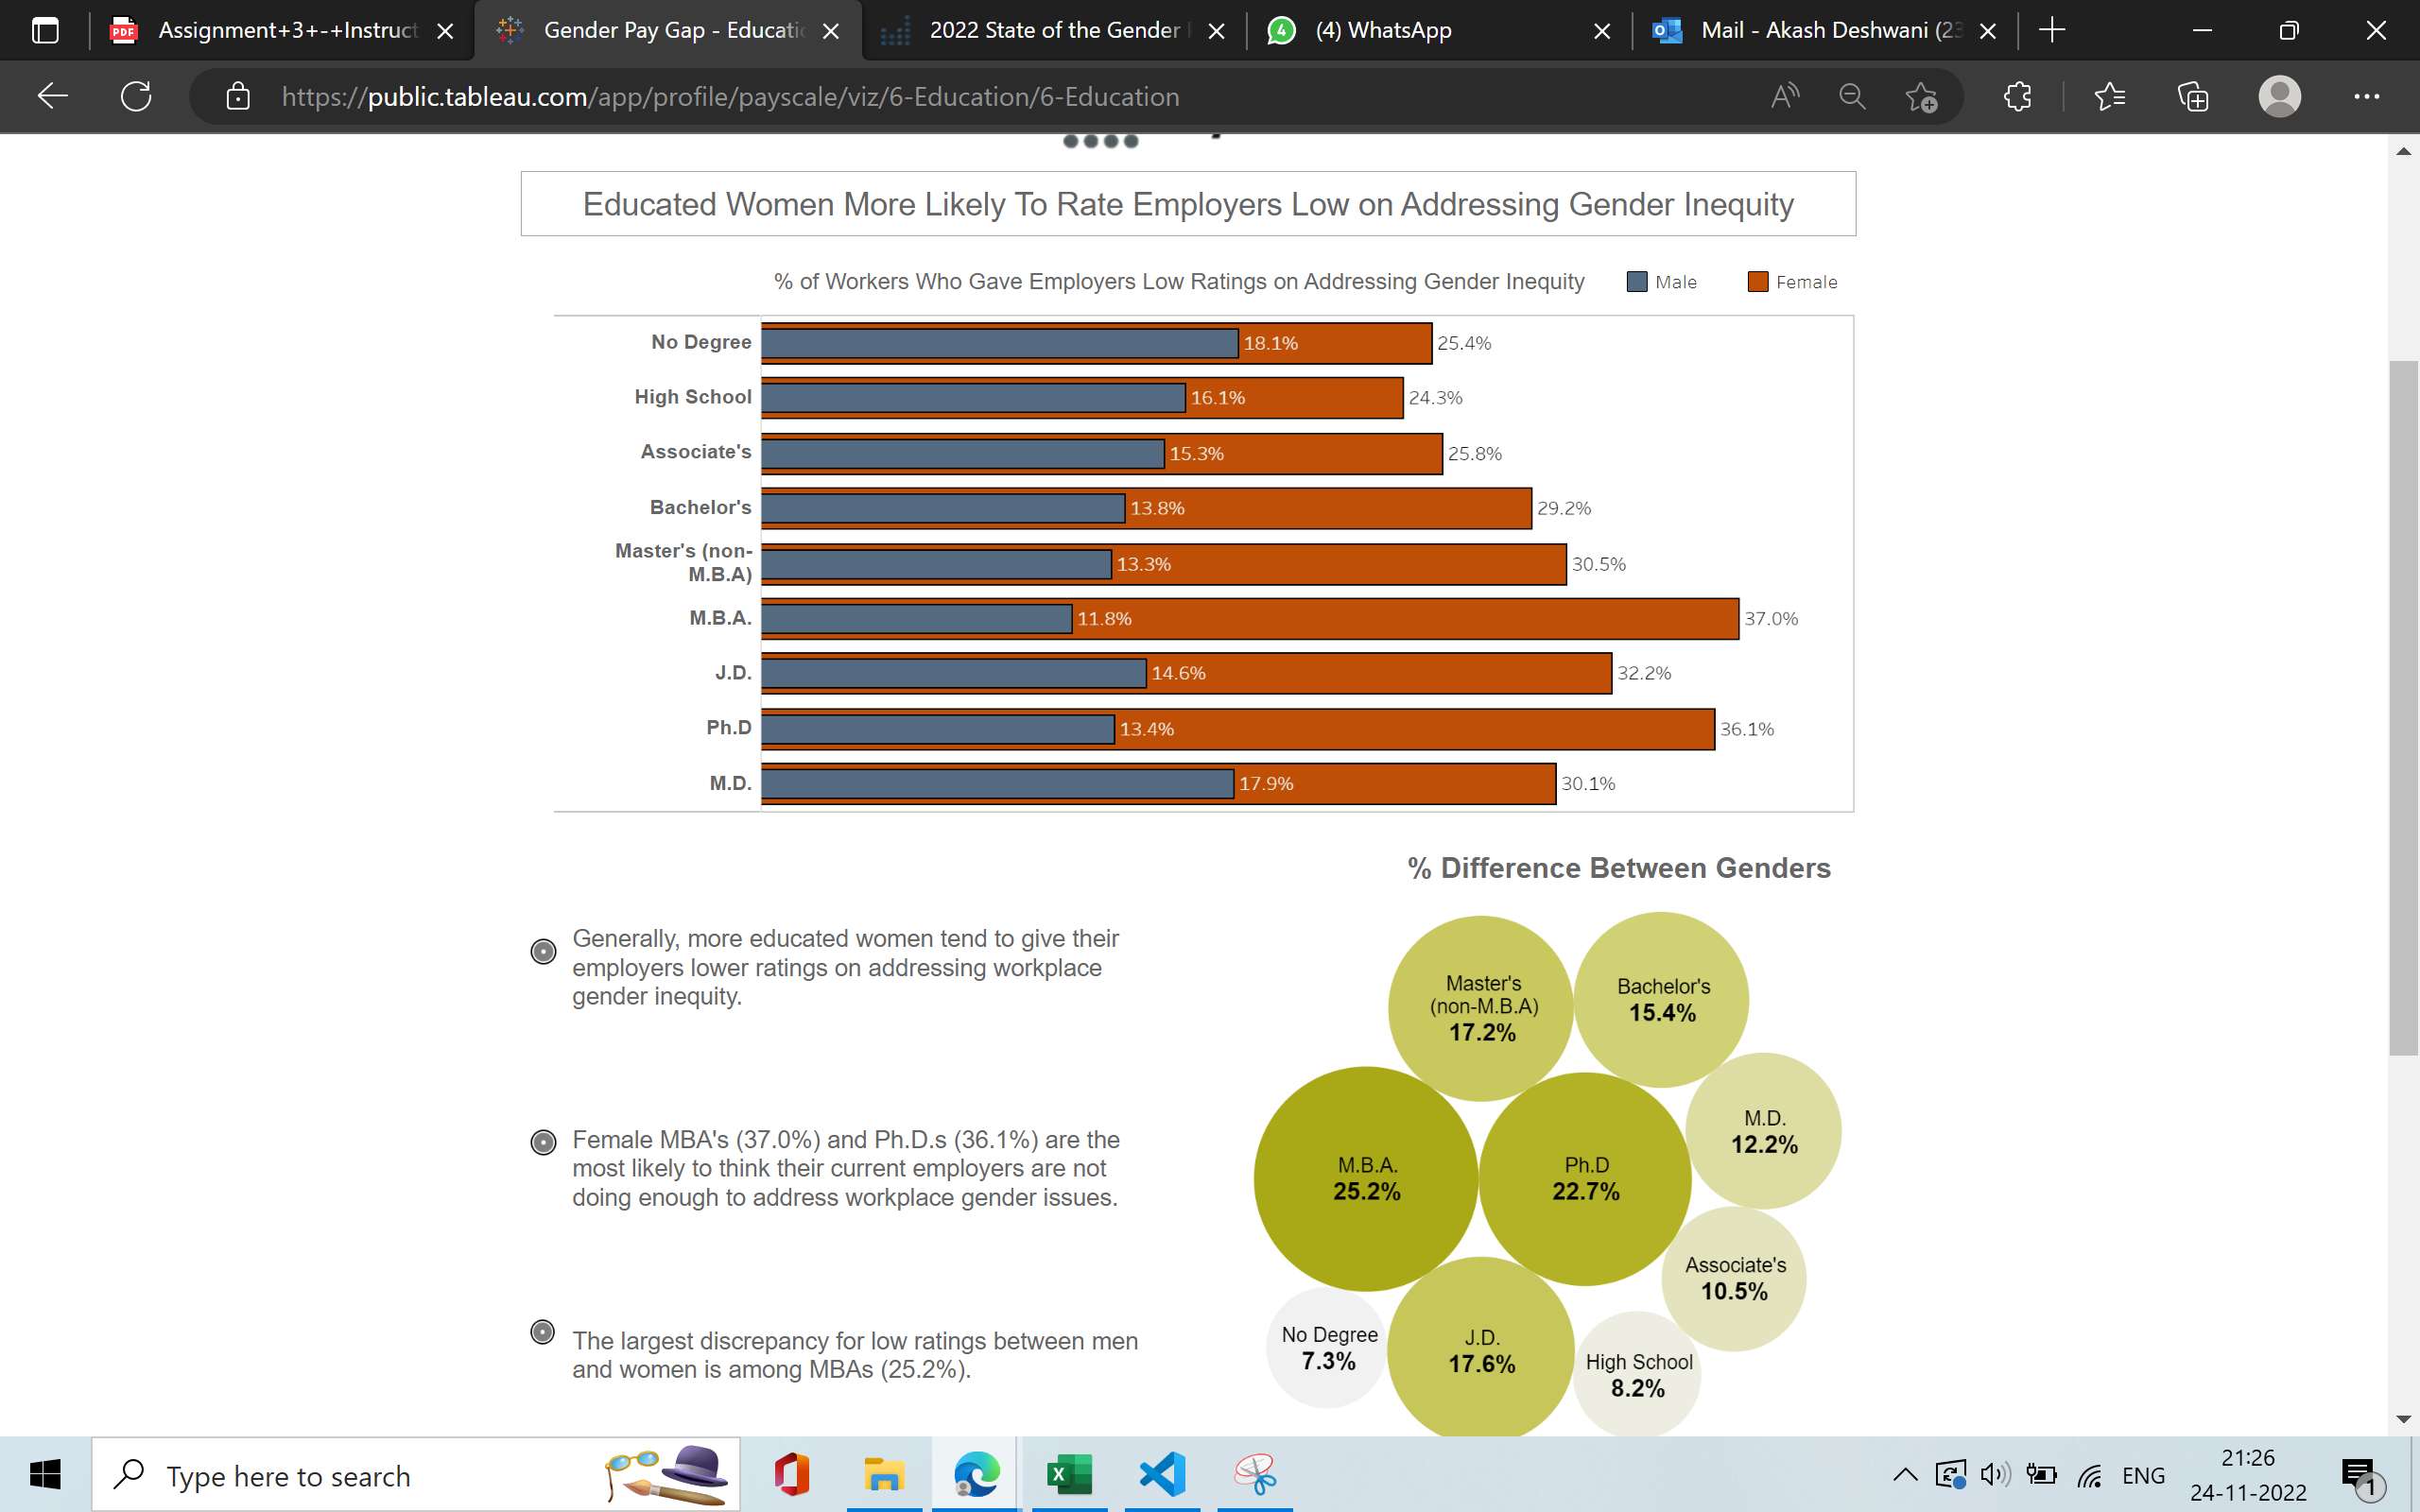 Assignment+3+-+Instruct
Gender Pay Gap - Educatio
2022 State of the Gender
(4) WhatsApp
Mail - Akash Deshwani (23
https://public.tableau.com/app/profile/payscale/viz/6-Education/6-Education
Educated Women More Likely To Rate Employers Low on Addressing Gender Inequity
% of Workers Who Gave Employers Low Ratings on Addressing Gender Inequity Male Female
No Degree 18.1% 25.4%
High School 16.1% 24.3%
Associate's 15.3% 25.8%
Bachelor's 13.8% 29.2%
Master's (non-
M.B.A) 13.3% 30.5%
M.B.A. 11.8% 37.0%
J.D. 14.6% 32.2%
Ph.D 13.4% 36.1%
M.D. 17.9% 30.1%
% Difference Between Genders
Generally, more educated women tend to give their
employers lower ratings on addressing workplace
gender inequity.
Female MBA's (37.0%) and Ph.D.s (36.1%) are the
most likely to think their current employers are not
doing enough to address workplace gender issues.
The largest discrepancy for low ratings between men
and women is among MBAs (25.2%).
Master's
(non-M.B.A)
17.2%
Bachelor's
15.4%
M.D.
12.2%
M.B.A.
25.2%
Ph.D
22.7%
Associate's
10.5%
No Degree
7.3%
J.D.
17.6%
High School
8.2%
Type here to search
ENG
21:26
24-11-2022
1